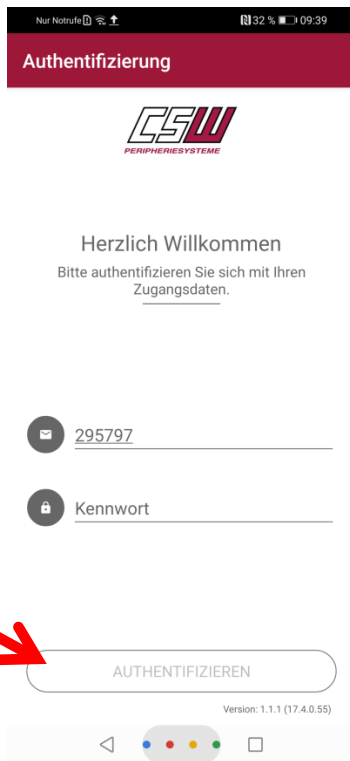 Nur Notrufe 32 % 09:39
Authentifizierung
CSW
PERIPHERIESYSTEME
Herzlich Willkommen
Bitte authentifizieren Sie sich mit Ihren
Zugangsdaten.
295797
Kennwort
AUTHENTIFIZIEREN
Version: 1.1.1 (17.4.0.55)